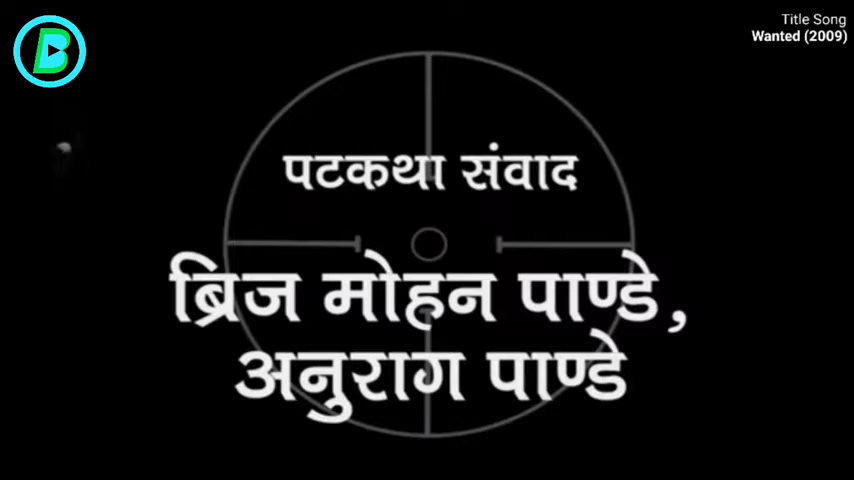 Title Song
Wanted (2009)
पटकथा संवाद
ब्रिज मोहन पाण्डे,
अनुराग पाण्डे